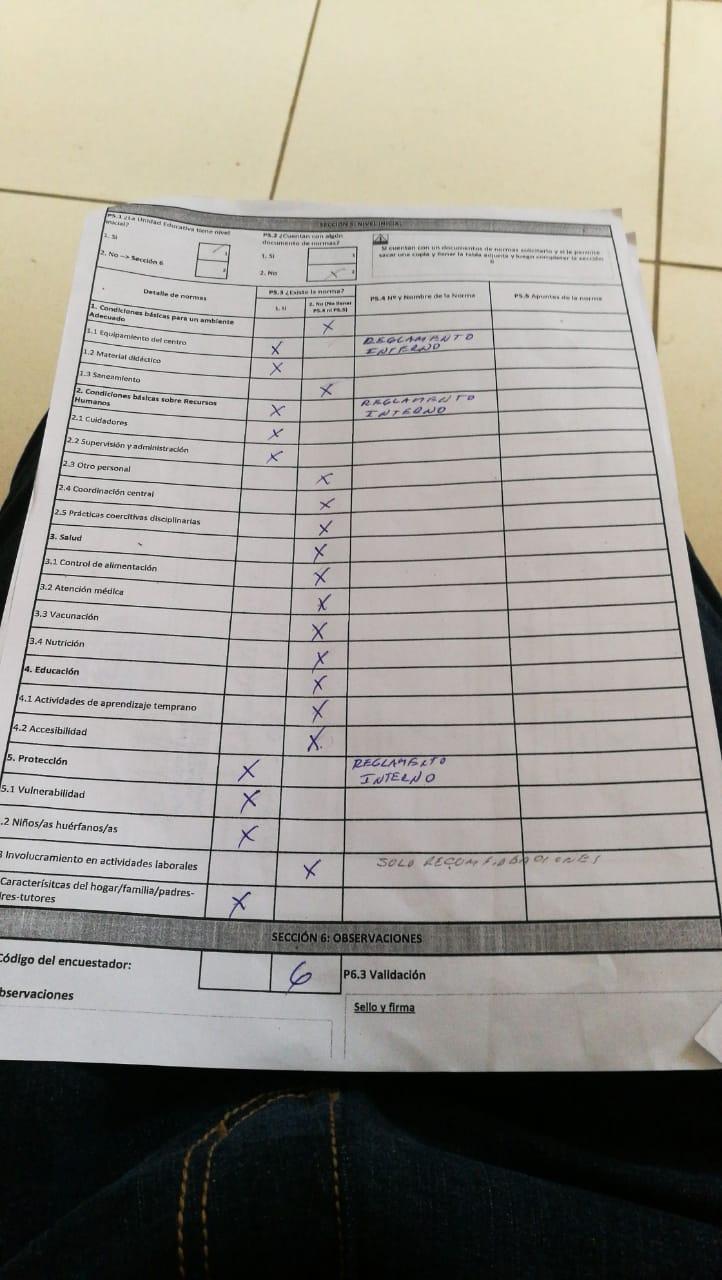 SECCIÓN 5: NIVEL INICIAL
P5.1 ¿La Unidad Educativa tiene nivel inicial?
1. Si 1
2. No --> Sección 6 2
P5.2 ¿Cuentan con algún documento de normas?
1. Si 1
2. No X 2
Si cuentan con un documentos de normas solicitarlo y si le permite
sacar una copia y llenar la tabla adjunta y luego completar la sección
6
Detalle de normas
P5.3 ¿Existe la norma?
1. Si
2. No (No llenar P5.4 ni P5.5)
P5.4 Nº y Nombre de la Norma
P5.5 Apuntes de la norma
1. Condiciones básicas para un ambiente Adecuado X
1.1 Equipamiento del centro X REGLAMENTO INTERNO
1.2 Material didáctico X
1.3 Saneamiento X
2. Condiciones básicas sobre Recursos Humanos X REGLAMENTO INTERNO
2.1 Cuidadores X
2.2 Supervisión y administración X
2.3 Otro personal X
2.4 Coordinación central X
2.5 Prácticas coercitivas disciplinarias X
3. Salud X
3.1 Control de alimentación X
3.2 Atención médica X
3.3 Vacunación X
3.4 Nutrición X
4. Educación X
4.1 Actividades de aprendizaje temprano X
4.2 Accesibilidad X
5. Protección X REGLAMENTO INTERNO
5.1 Vulnerabilidad X
.2 Niños/as huérfanos/as X
3 Involucramiento en actividades laborales X SOLO
Caracterísitcas del hogar/familia/padres-
res-tutores X
SECCIÓN 6: OBSERVACIONES
Código del encuestador: 6
P6.3 Validación
bservaciones
Sello y firma